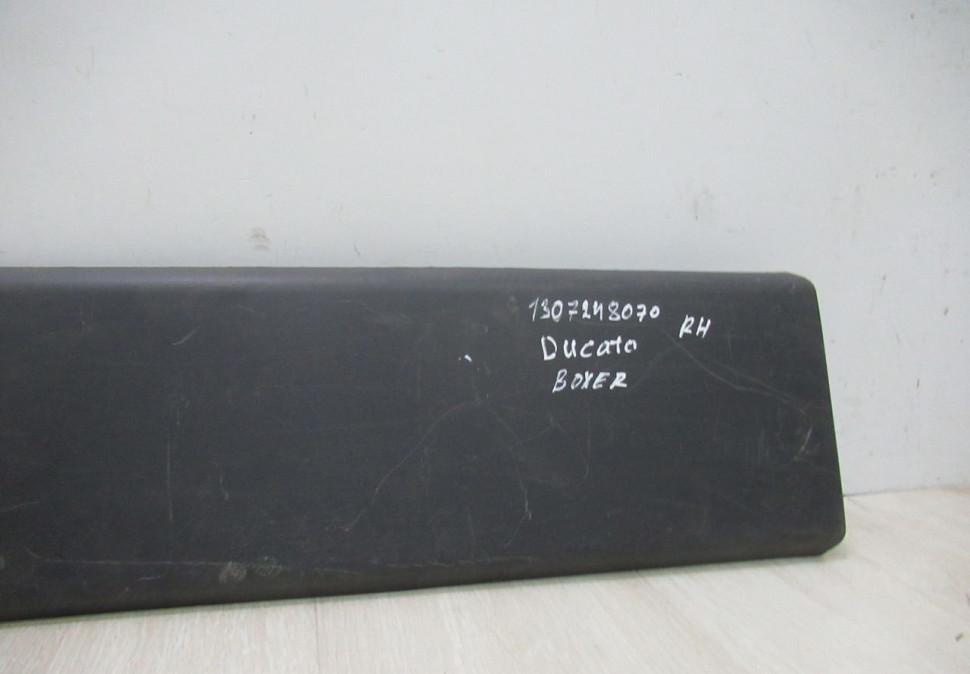 1307248070
RH
Ducato
BOXER